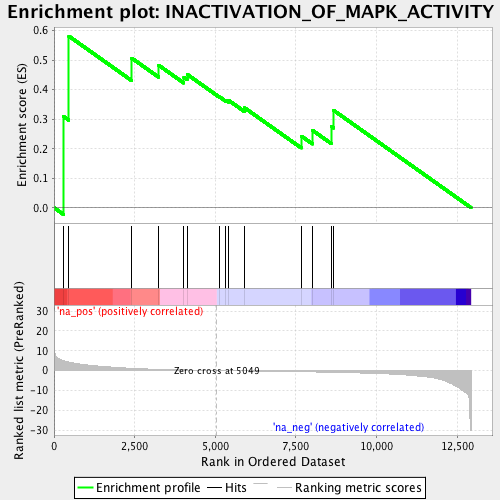 Enrichment plot: INACTIVATION_OF_MAPK_ACTIVITY
Enrichment score (ES)
0.6
0.5
0.4
0.3
0.2
0.1
0.0
Ranked list metric (PreRanked)
30
20
10
0
-10
-20
-30
'na_pos' (positively correlated)
Zero cross at 5049
'na_neg' (negatively correlated)
0
2,500
5,000
7,500
10,000
12,500
Rank in Ordered Dataset
Enrichment profile
Hits
Ranking metric scores